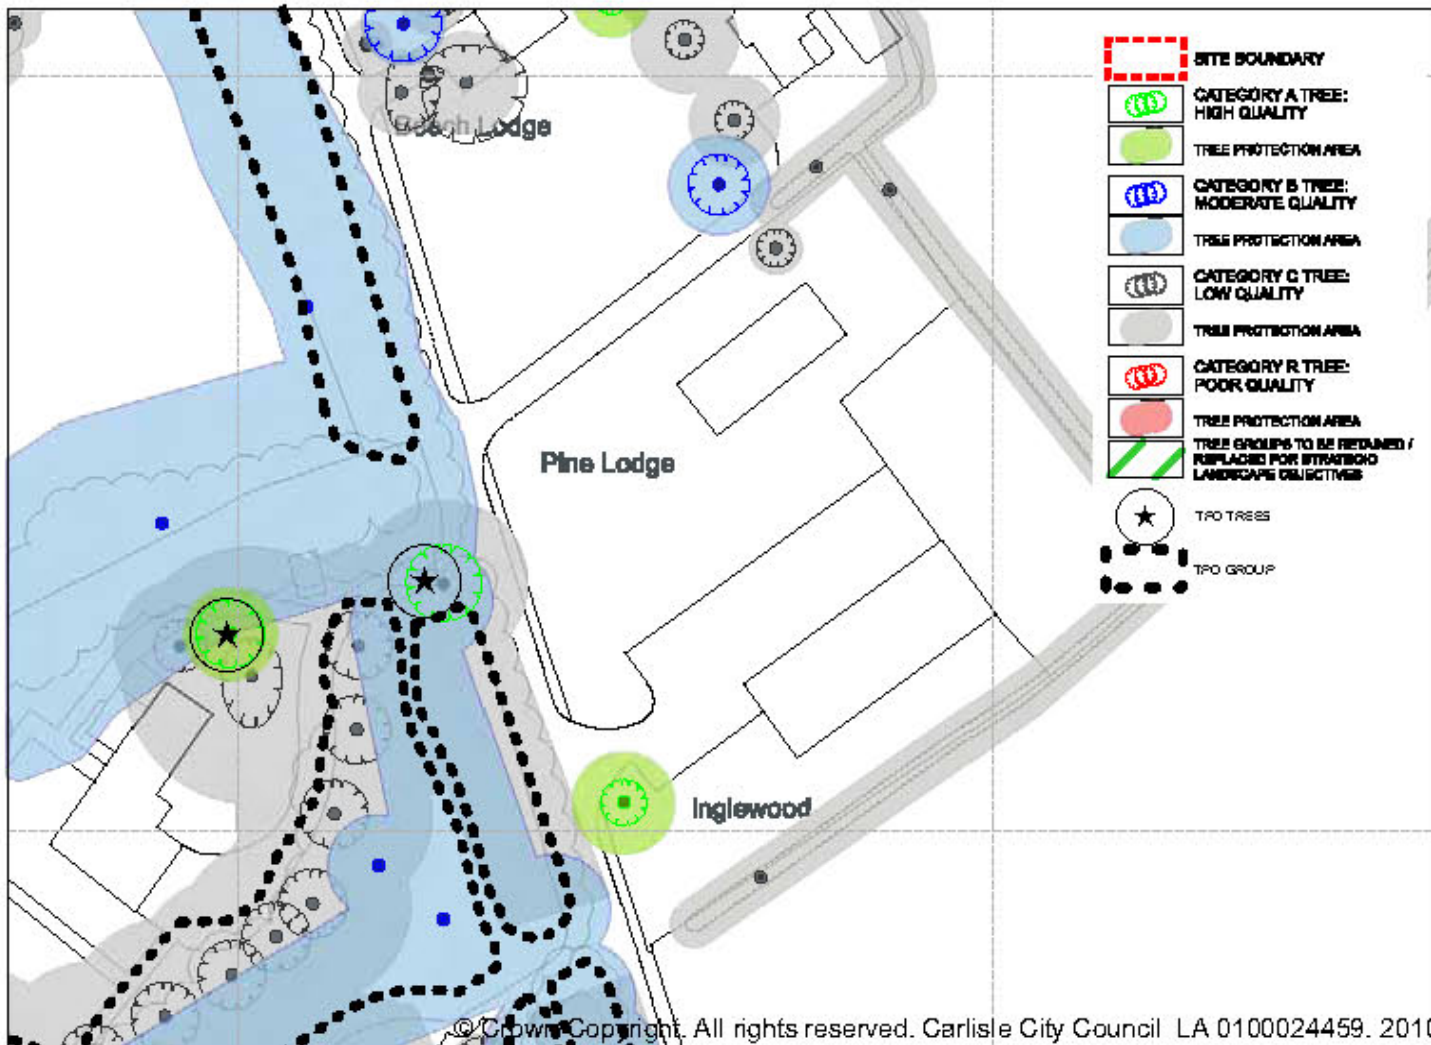 SITE BOUNDARY
CATEGORY A TREE:
HIGH QUALITY
TREE PROTECTION AREA
CATEGORY B TREE:
MODERATE QUALITY
TREE PROTECTION AREA
CATEGORY C TREE:
LOW QUALITY
TREE PROTECTION AREA
CATEGORY R TREE:
POOR QUALITY
TREE PROTECTION AREA
TREE GROUPS TO BE RETAINED /
REPLACED FOR STRATEGIC
LANDSCAPE OBJECTIVES
TPO TREES
TPO GROUP
Beech Lodge
Pine Lodge
Inglewood
© Crown Copyright. All rights reserved. Carlisle City Council LA 0100024459. 2010